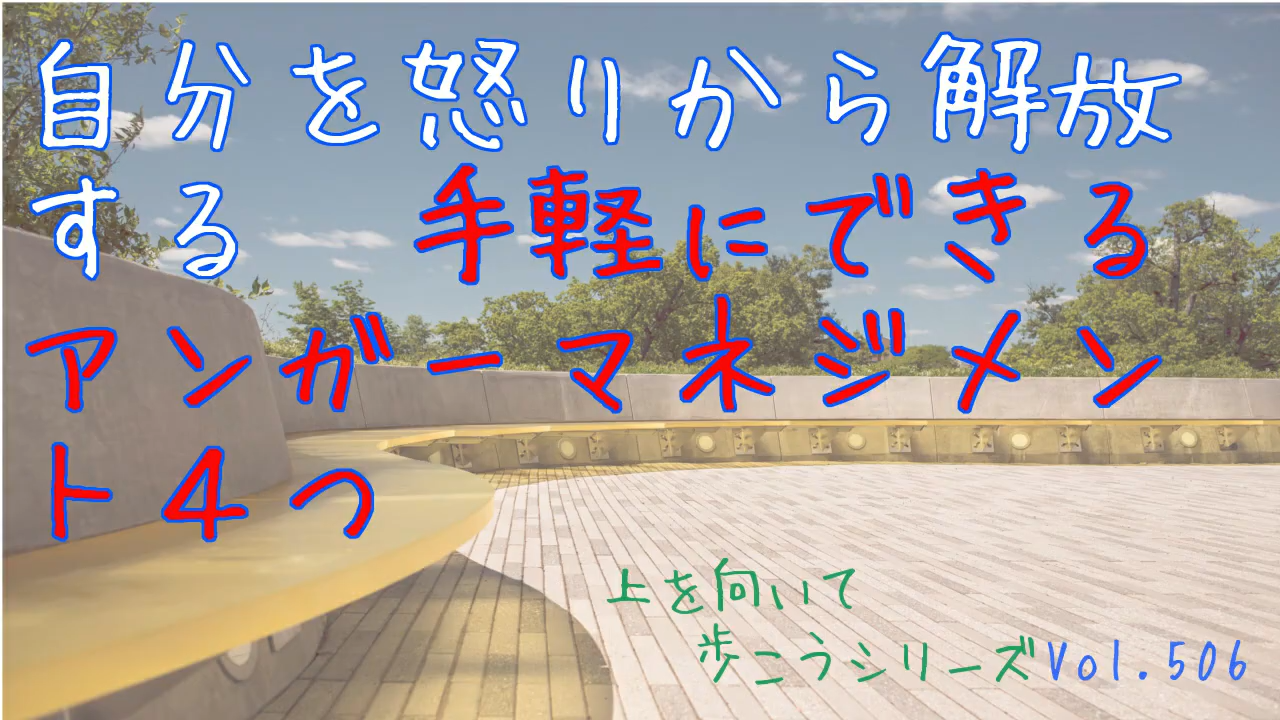 自分を怒りから解放
する　手軽にできる
アンガーマネジメン
ト４つ
上を向いて
歩こうシリーズVol.506